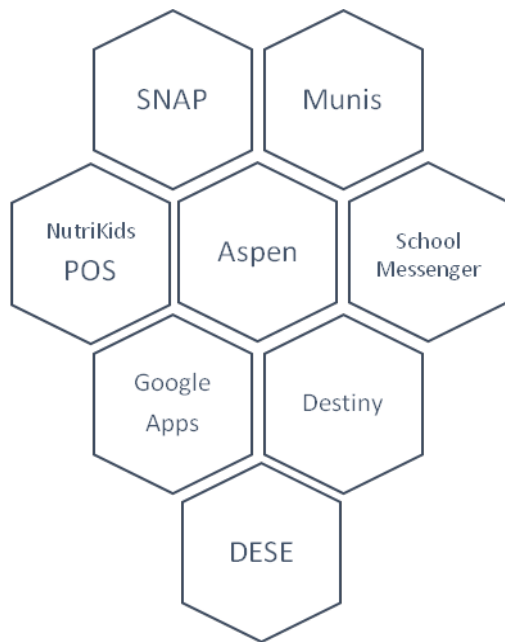 SNAP
Munis
NutriKids
POS
Aspen
School
Messenger
Google
Apps
Destiny
DESE